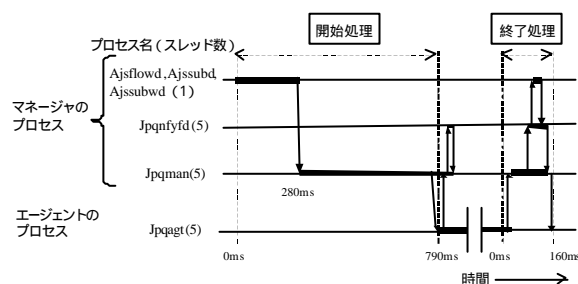 開始処理
終了処理
プロセス名(スレッド数)
Ajsflowd,Ajssubd,
Ajssubwd (1)
マネージャの
プロセス
Jpqnfyfd(5)
Jpqman(5)
280ms
エージェントの
プロセス
Jpqagt(5)
0ms
790ms
0ms
160ms
時間